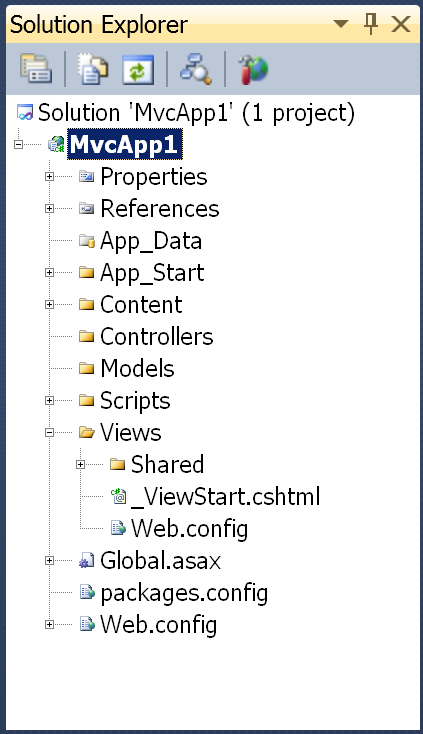 Solution Explorer
Solution 'MvcApp1' (1 project)
MvcApp1
Properties
References
App_Data
App_Start
Content
Controllers
Models
Scripts
Views
Shared
_ViewStart.cshtml
Web.config
Global.asax
packages.config
Web.config